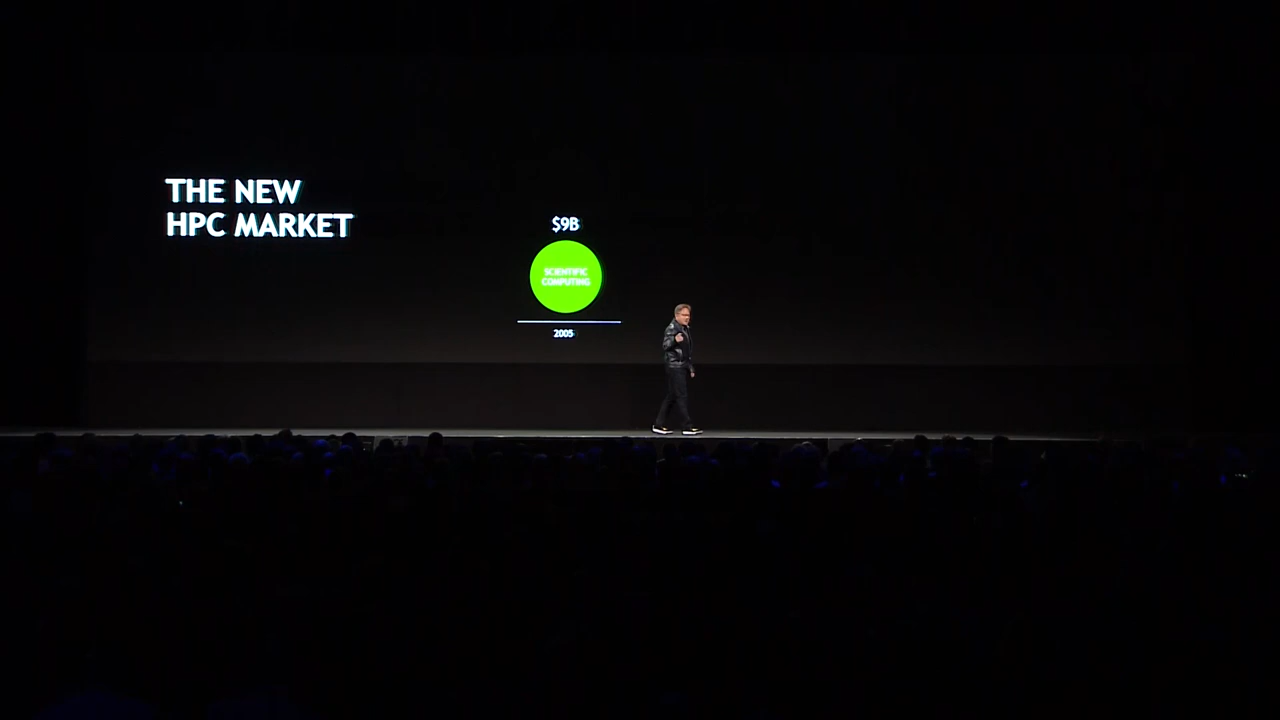 THE NEW
HPC MARKET
$9B
SCIENTIFIC
COMPUTING
2005